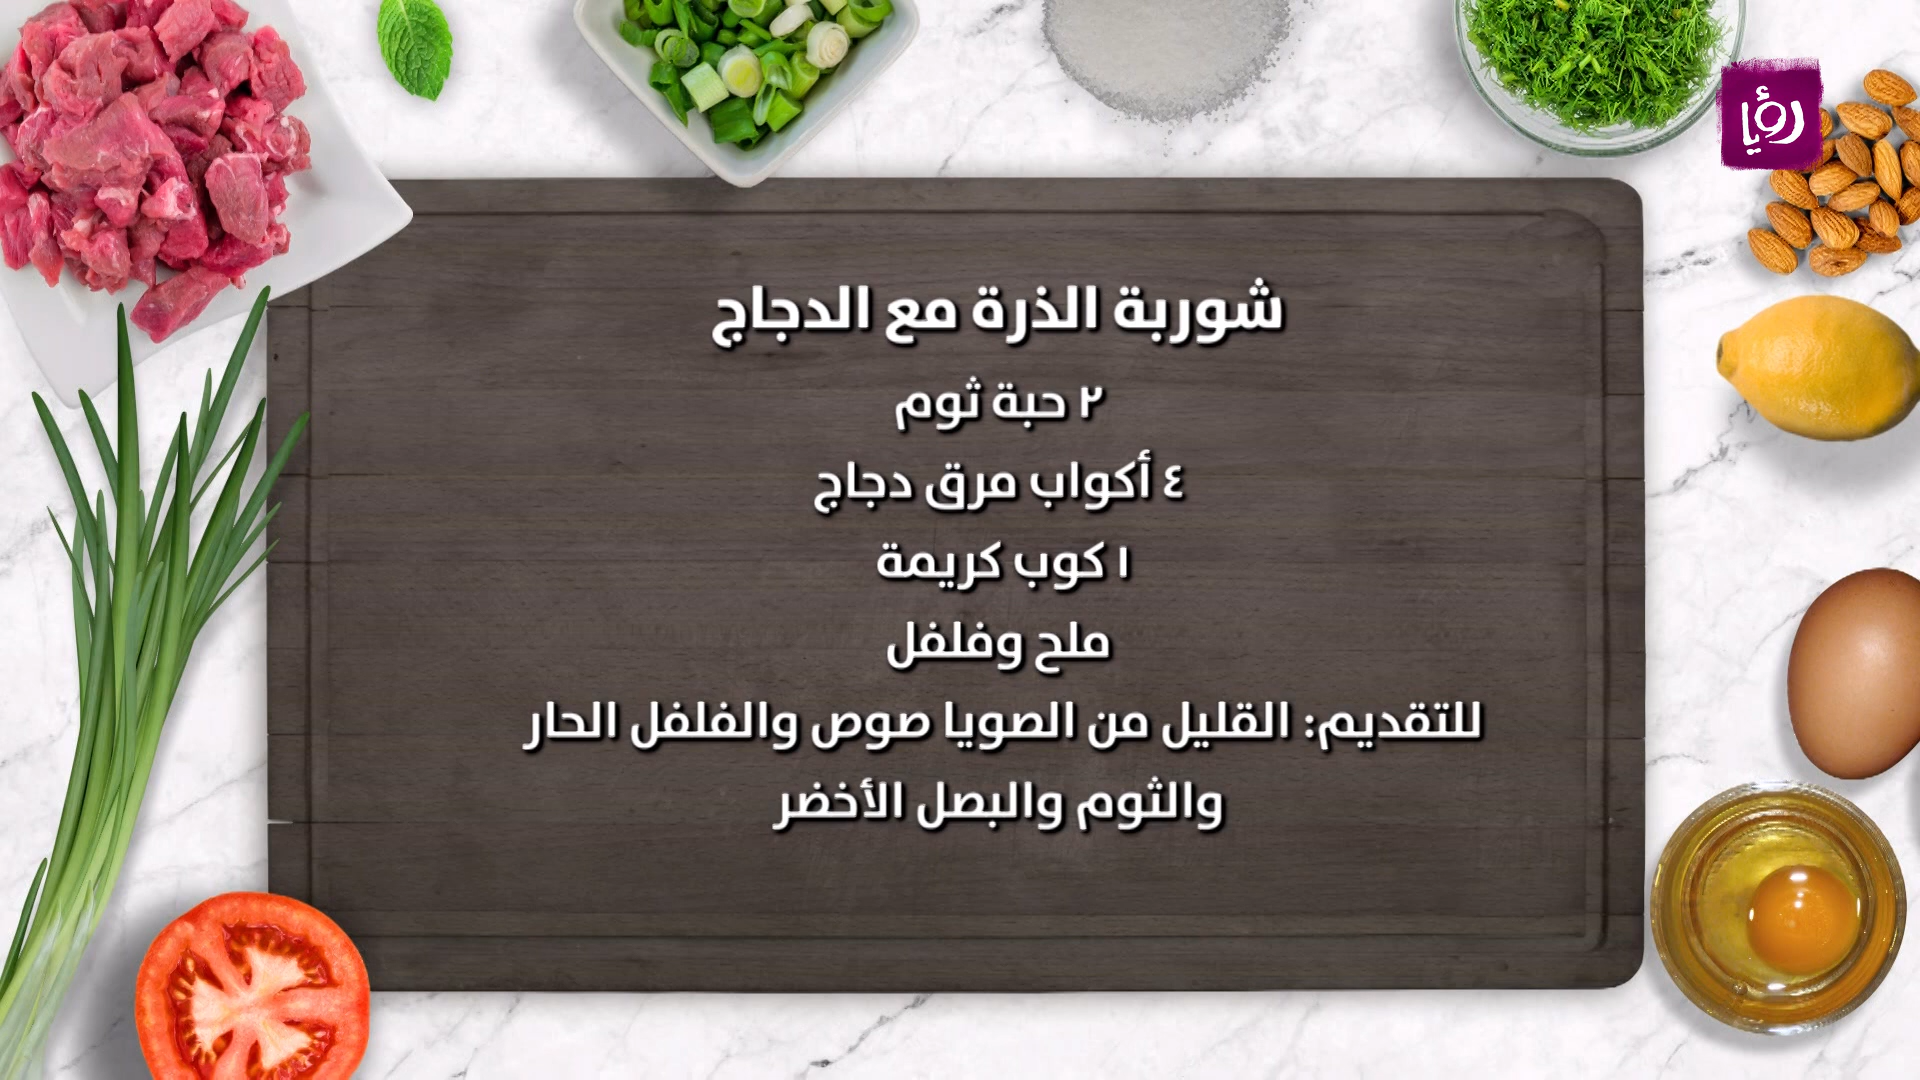 رؤيا
شوربة الذرة مع الدجاج
٢ حبة ثوم
٤ أكواب مرق دجاج
١ كوب كريمة
ملح وفلفل
للتقديم: القليل من الصويا صوص والفلفل الحار
والثوم والبصل الأخضر